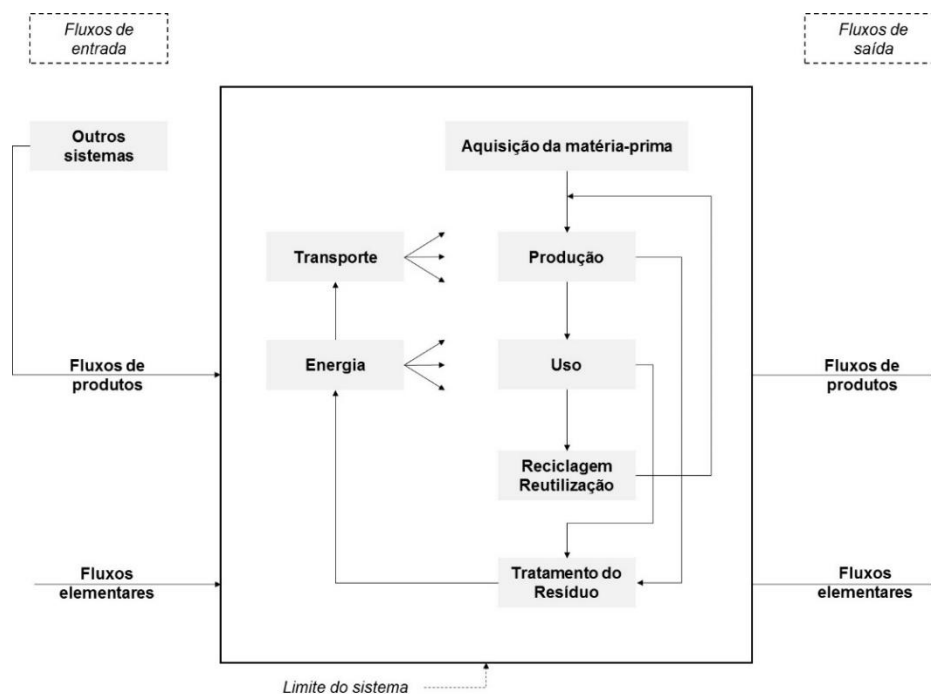 Fluxos de
entrada
Fluxos de
saída
Outros
sistemas
Aquisição da matéria-prima
Transporte
Produção
Fluxos de
produtos
Energia
Uso
Fluxos de
produtos
Reciclagem
Reutilização
Fluxos
elementares
Tratamento do
Resíduo
Fluxos
elementares
Limite do sistema